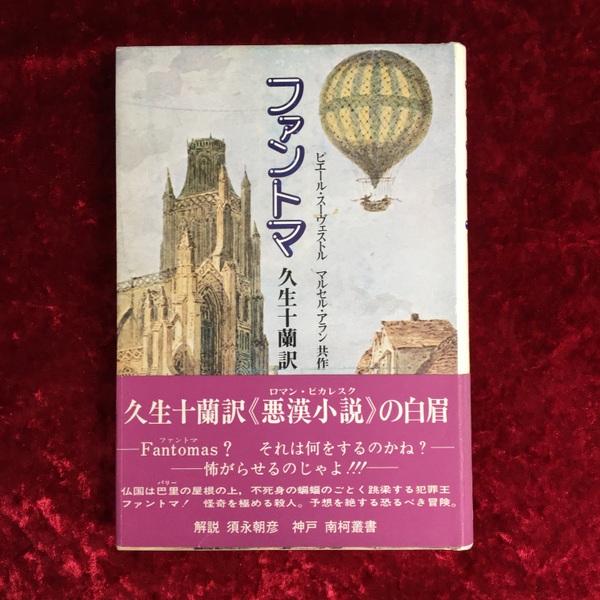 ファントマ
ピエール・スーヴェストル マルセル・アラン 共作
久生十蘭訳
ロマン・ピカレスク
久生十蘭訳《悪漢小説》の白眉
ファントマ
—Fantomas? それは何をするのかね?—
—怖がらせるのじゃよ!!!—
パリー
仏国は巴里の屋根の上，不死身の蝙蝠のごとく跳梁する犯罪王
ファントマ! 怪奇を極める殺人。予想を絶する恐るべき冒険。
解説 須永朝彦 神戸 南柯叢書